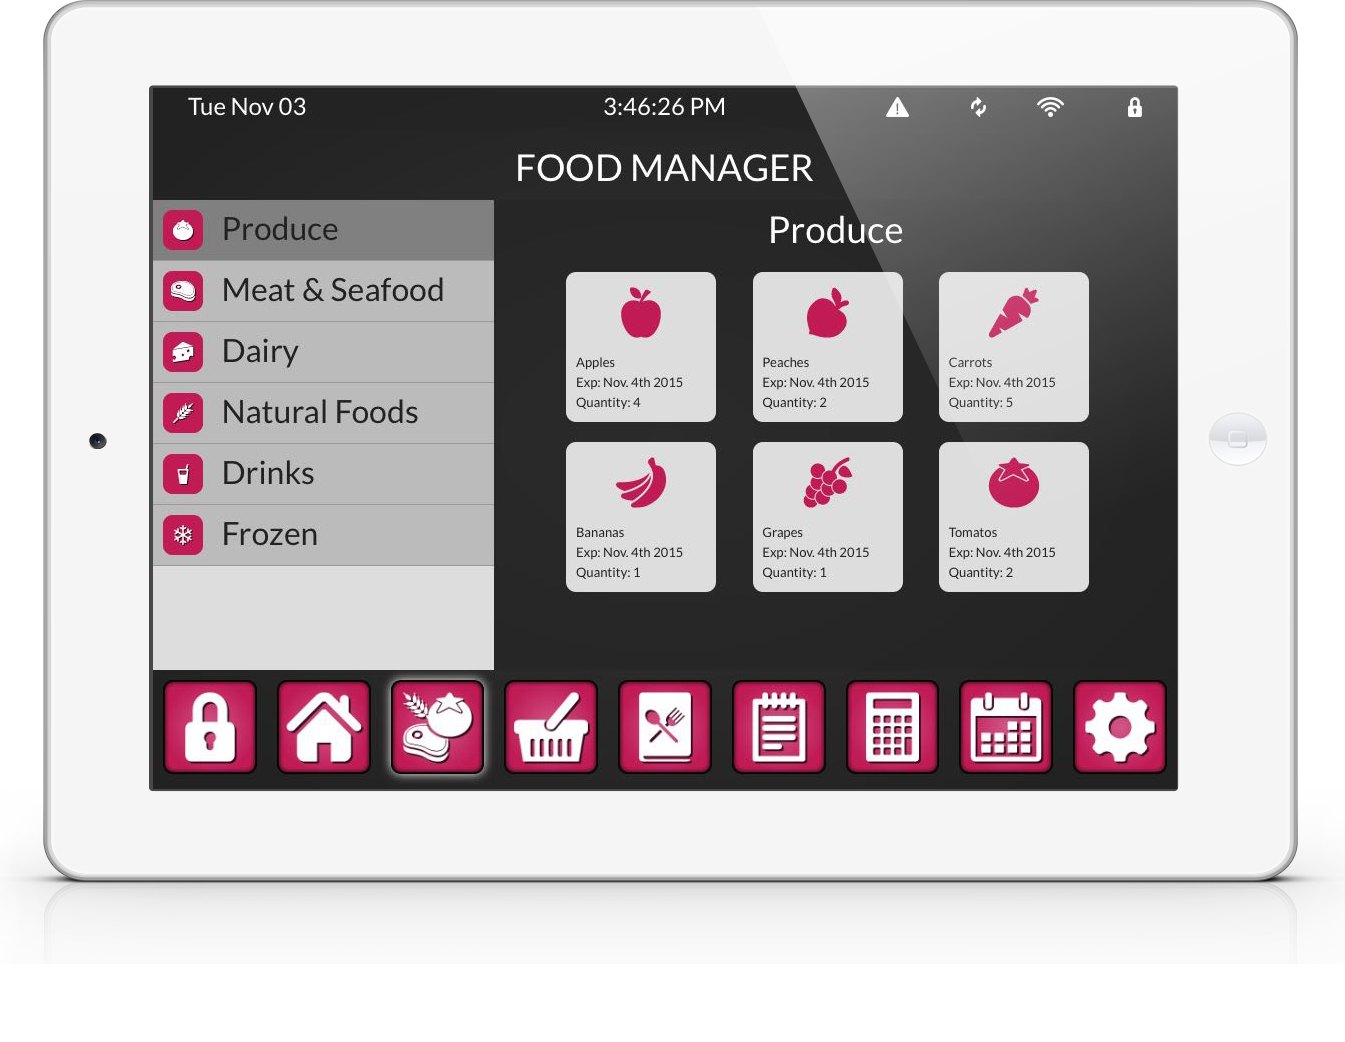 Tue Nov 03
3:46:26 PM
FOOD MANAGER
Produce
Meat & Seafood
Dairy
Natural Foods
Drinks
Frozen
Produce
Apples
Exp: Nov. 4th 2015
Quantity: 4
Peaches
Exp: Nov. 4th 2015
Quantity: 2
Carrots
Exp: Nov. 4th 2015
Quantity: 5
Bananas
Exp: Nov. 4th 2015
Quantity: 1
Grapes
Exp: Nov. 4th 2015
Quantity: 1
Tomatos
Exp: Nov. 4th 2015
Quantity: 2